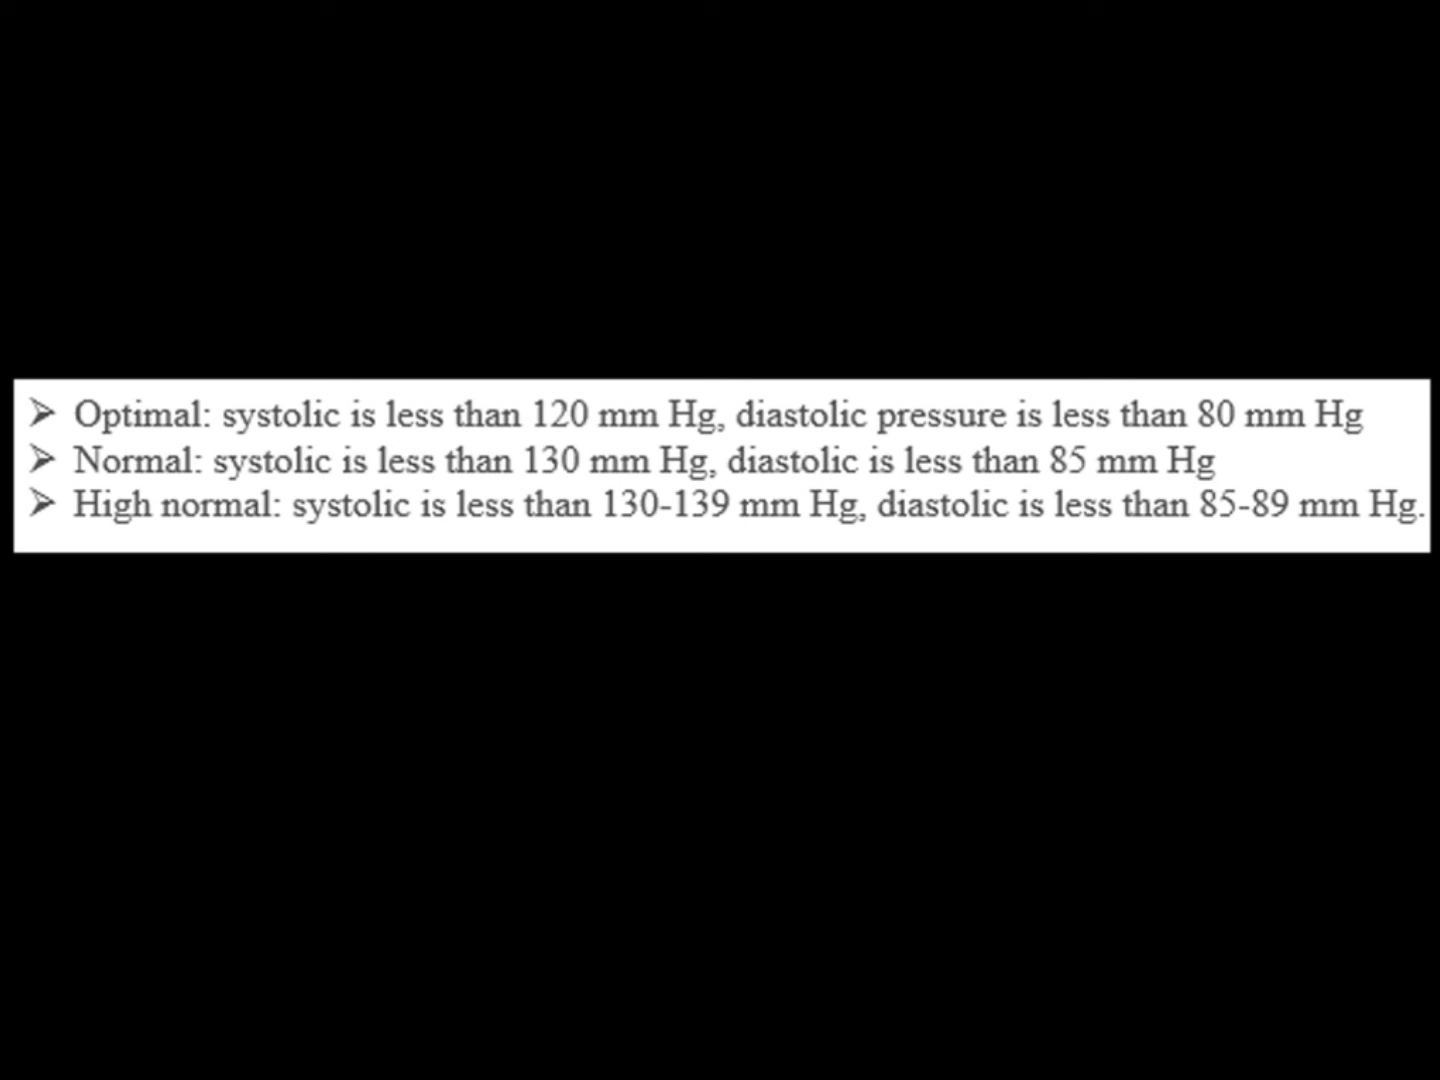 ➢ Optimal: systolic is less than 120 mm Hg, diastolic pressure is less than 80 mm Hg
➢ Normal: systolic is less than 130 mm Hg, diastolic is less than 85 mm Hg
➢ High normal: systolic is less than 130-139 mm Hg, diastolic is less than 85-89 mm Hg.